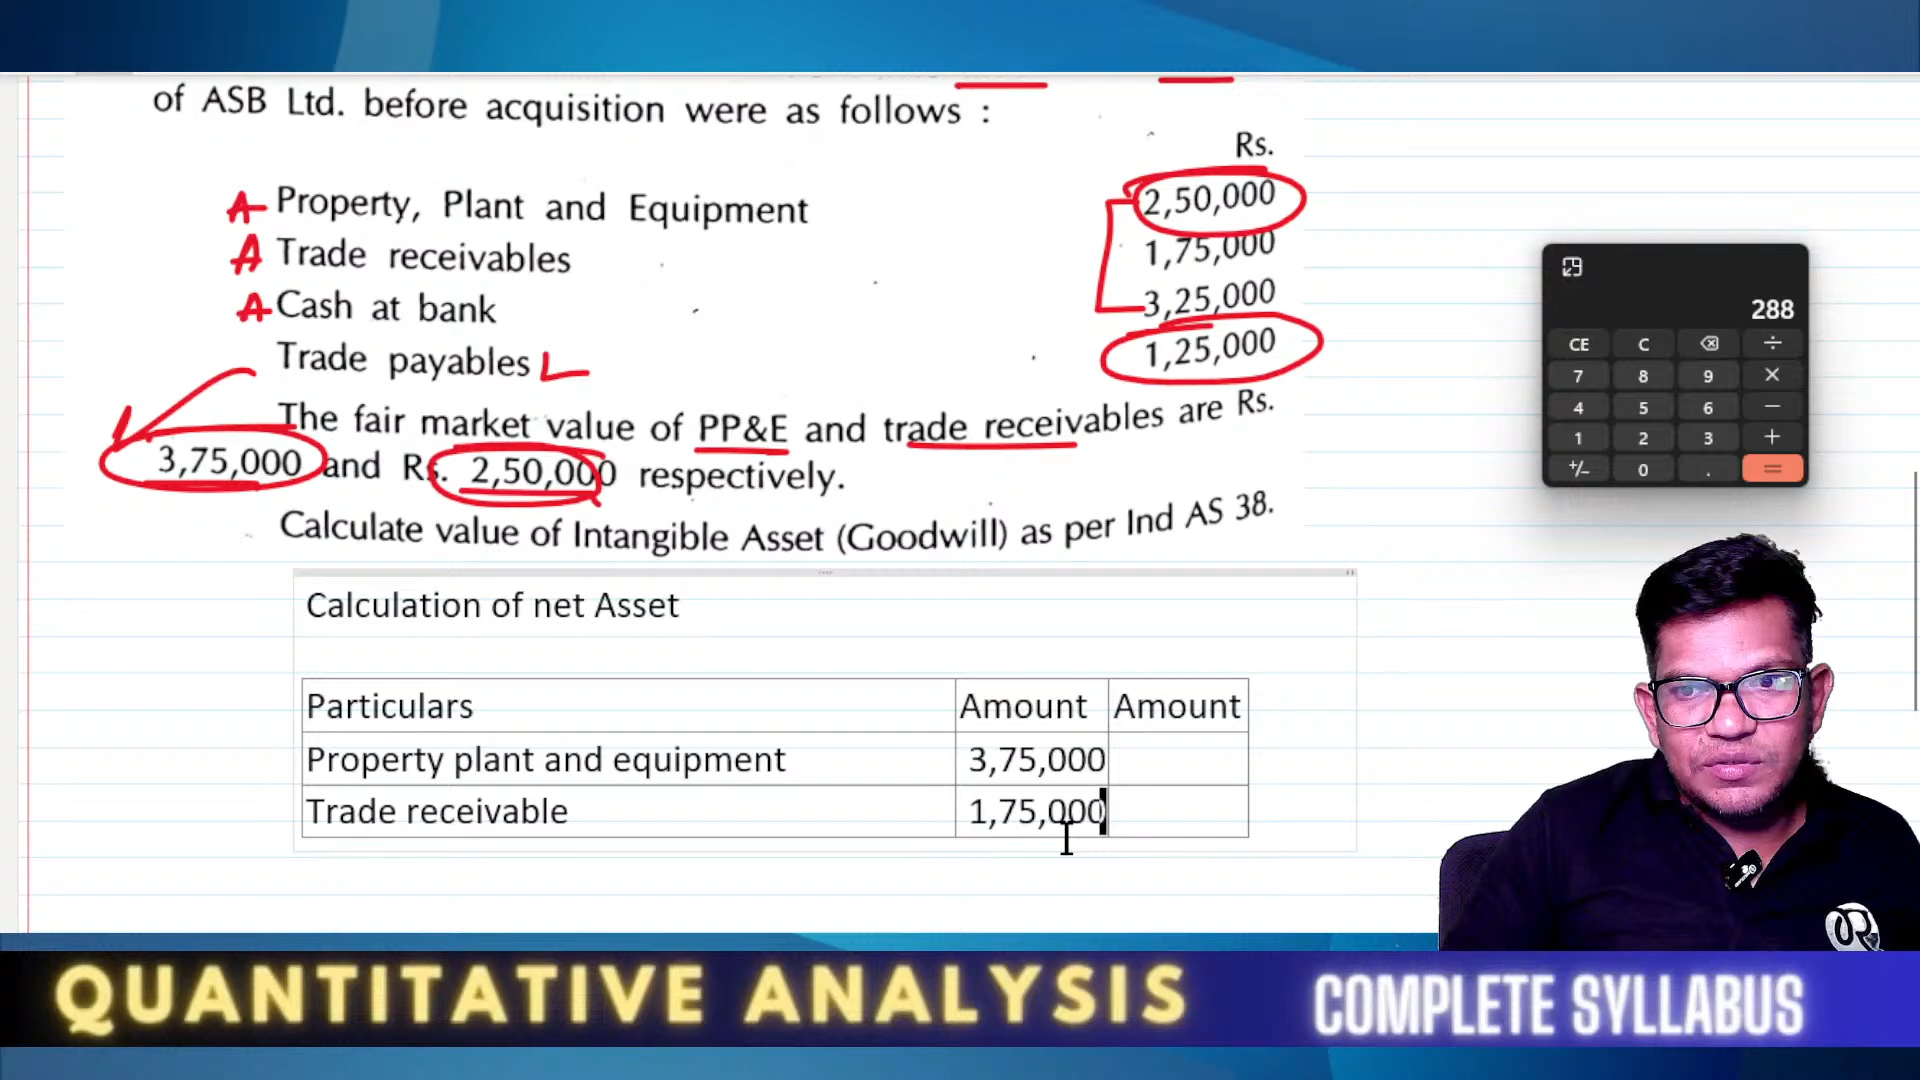 of ASB Ltd. before acquisition were as follows :
Rs.
A Property, Plant and Equipment 2,50,000
A Trade receivables 1,75,000
A Cash at bank 3,25,000
Trade payables L 1,25,000
The fair market value of PP&E and trade receivables are Rs.
3,75,000 and Rs. 2,50,000 respectively.
Calculate value of Intangible Asset (Goodwill) as per Ind AS 38.
Calculation of net Asset
Particulars Amount Amount
Property plant and equipment 3,75,000
Trade receivable 1,75,000
288
CE C ÷
7 8 9 ×
4 5 6 −
1 2 3 +
+/− 0 . =
QUANTITATIVE ANALYSIS
COMPLETE SYLLABUS